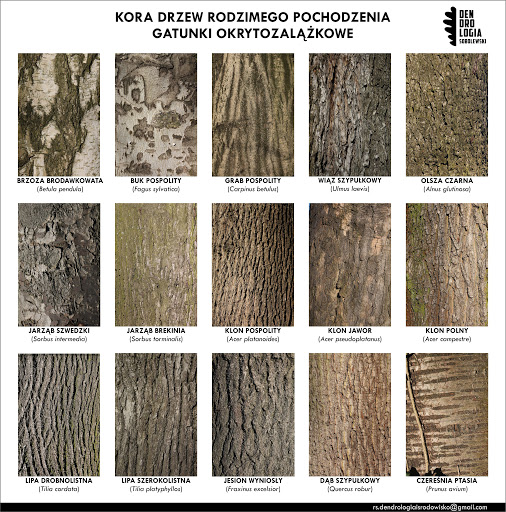 KORA DRZEW RODZIMEGO POCHODZENIA
GATUNKI OKRYTOZALĄŻKOWE
DEN
DRO
LOGIA
SOBOLEWSKI
BRZOZA BRODAWKOWATA
(Betula pendula)
BUK POSPOLITY
(Fagus sylvatica)
GRAB POSPOLITY
(Carpinus betulus)
WIĄZ SZYPUŁKOWY
(Ulmus laevis)
OLSZA CZARNA
(Alnus glutinosa)
JARZĄB SZWEDZKI
(Sorbus intermedia)
JARZĄB BREKINIA
(Sorbus torminalis)
KLON POSPOLITY
(Acer platanoides)
KLON JAWOR
(Acer pseudoplatanus)
KLON POLNY
(Acer campestre)
LIPA DROBNOLISTNA
(Tilia cordata)
LIPA SZEROKOLISTNA
(Tilia platyphyllos)
JESION WYNIOSŁY
(Fraxinus excelsior)
DĄB SZYPUŁKOWY
(Quercus robur)
CZEREŚNIA PTASIA
(Prunus avium)
rs.dendrologiaisrodowisko@gmail.com